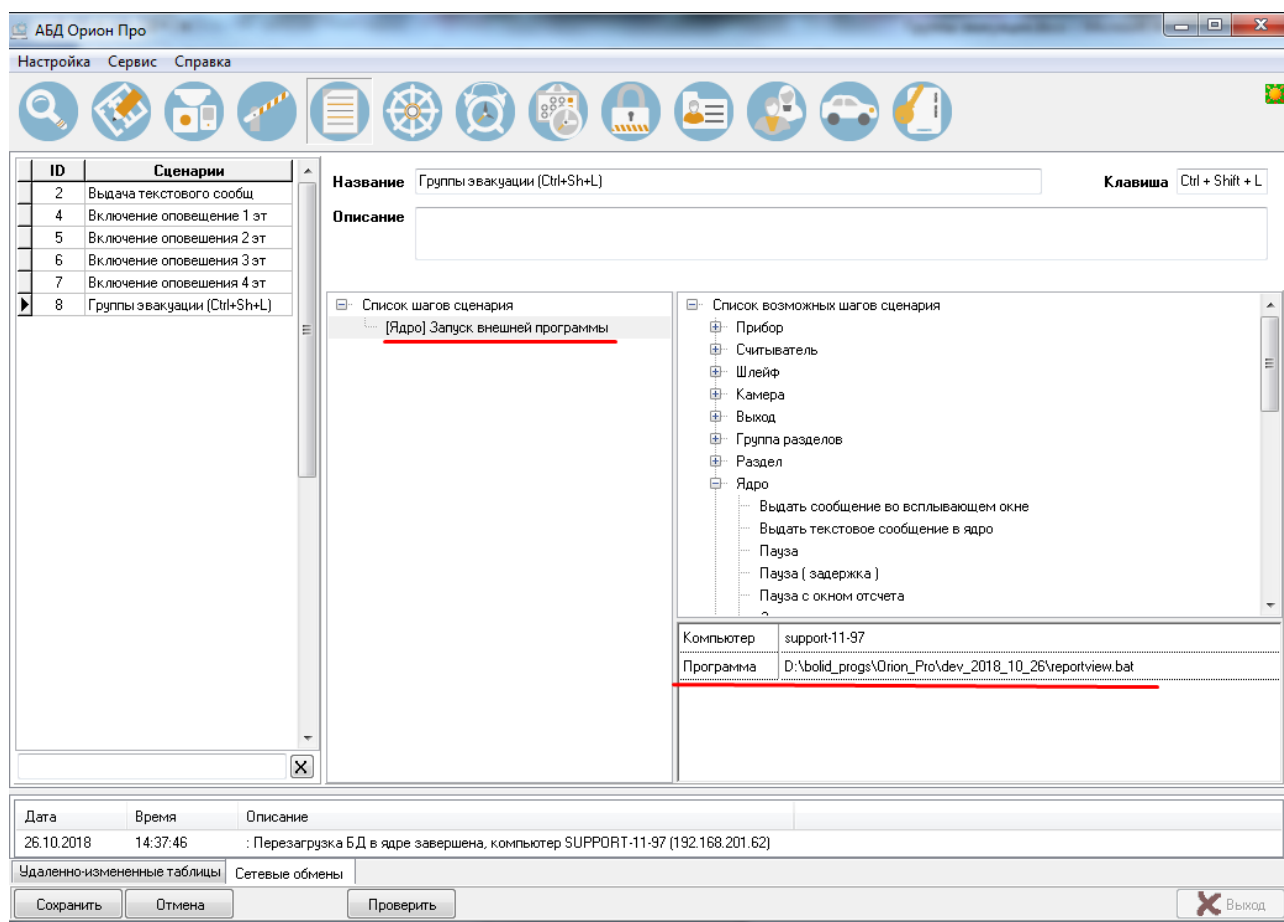 АБД Орион Про
Настройка Сервис Справка
ID Сценарии
2 Выдача текстового сообщ
4 Включение оповещение 1 эт
5 Включение оповешения 2 эт
6 Включение оповешения 3 эт
7 Включение оповешения 4 эт
8 Группы эвакуации (Ctrl+Sh+L)
Название Группы эвакуации (Ctrl+Sh+L) Клавиша Ctrl + Shift + L
Описание
Список шагов сценария
[Ядро] Запуск внешней программы
Список возможных шагов сценария
Прибор
Считыватель
Шлейф
Камера
Выход
Группа разделов
Раздел
Ядро
Выдать сообщение во всплывающем окне
Выдать текстовое сообщение в ядро
Пауза
Пауза ( задержка )
Пауза с окном отсчета
Компьютер support-11-97
Программа D:\bolid_progs\Orion_Pro\dev_2018_10_26\reportview.bat
Дата Время Описание
26.10.2018 14:37:46 : Перезагрузка БД в ядре завершена, компьютер SUPPORT-11-97 (192.168.201.62)
Удаленно-измененные таблицы Сетевые обмены
Сохранить Отмена Проверить Выход